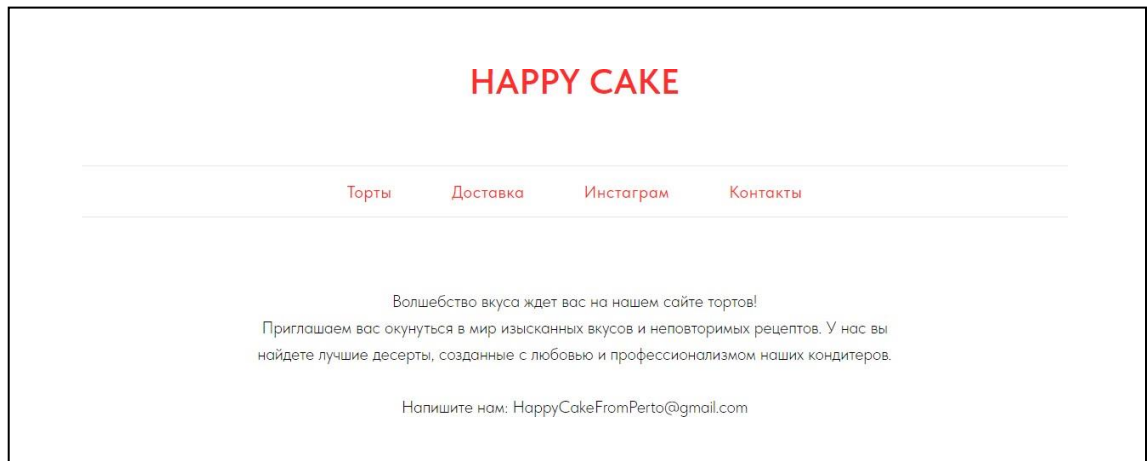 HAPPY CAKE
Торты Доставка Инстаграм Контакты
Волшебство вкуса ждет вас на нашем сайте тортов!
Приглашаем вас окунуться в мир изысканных вкусов и неповторимых рецептов. У нас вы
найдете лучшие десерты, созданные с любовью и профессионализмом наших кондитеров.
Напишите нам: HappyCakeFromPerto@gmail.com